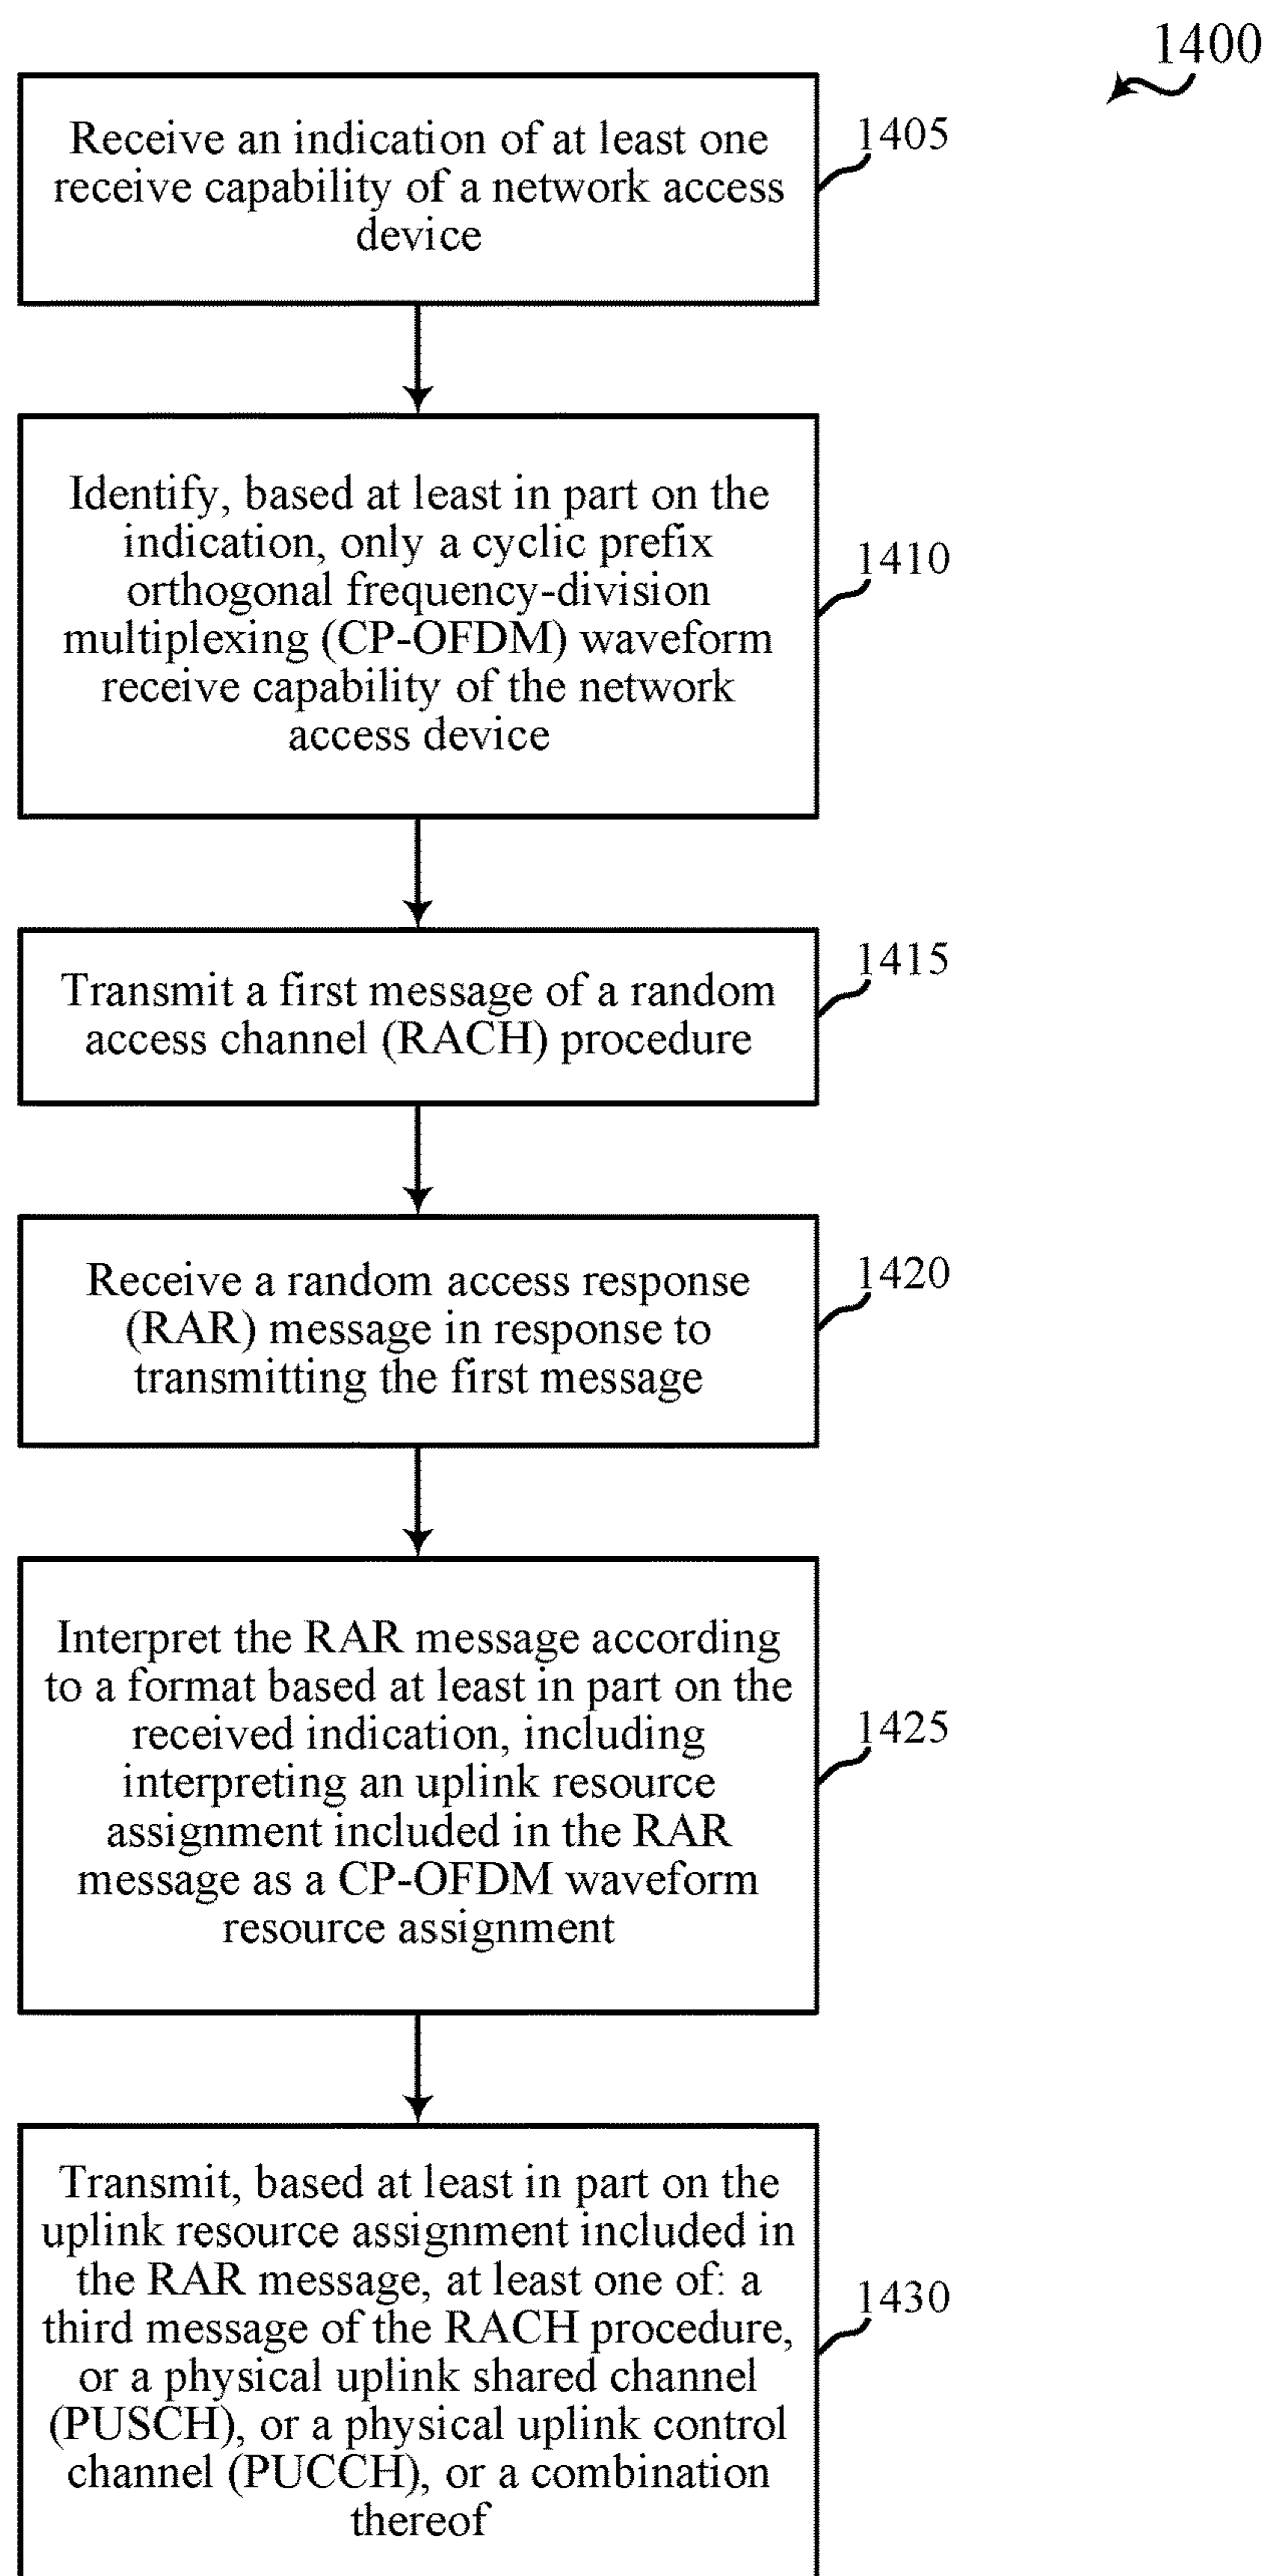 1400
Receive an indication of at least one
receive capability of a network access
device
1405
Identify, based at least in part on the
indication, only a cyclic prefix
orthogonal frequency-division
multiplexing (CP-OFDM) waveform
receive capability of the network
access device
1410
Transmit a first message of a random
access channel (RACH) procedure
1415
Receive a random access response
(RAR) message in response to
transmitting the first message
1420
Interpret the RAR message according
to a format based at least in part on the
received indication, including
interpreting an uplink resource
assignment included in the RAR
message as a CP-OFDM waveform
resource assignment
1425
Transmit, based at least in part on the
uplink resource assignment included in
the RAR message, at least one of: a
third message of the RACH procedure,
or a physical uplink shared channel
(PUSCH), or a physical uplink control
channel (PUCCH), or a combination
thereof
1430